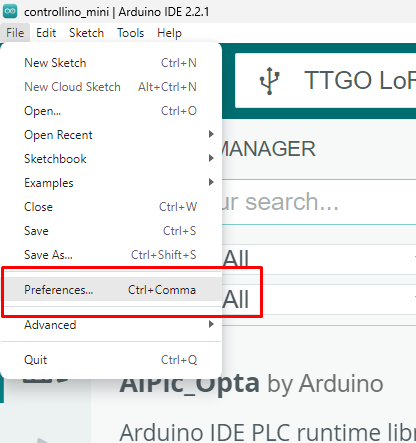 controllino_mini | Arduino IDE 2.2.1
File Edit Sketch Tools Help
New Sketch Ctrl+N
New Cloud Sketch Alt+Ctrl+N
Open... Ctrl+O
Open Recent
Sketchbook
Examples
Close Ctrl+W
Save Ctrl+S
Save As... Ctrl+Shift+S
Preferences... Ctrl+Comma
Advanced
Quit Ctrl+Q
TTGO LoR
MANAGER
ur search...
All
All
AlPlc_Opta by Arduino
Arduino IDE PLC runtime libr